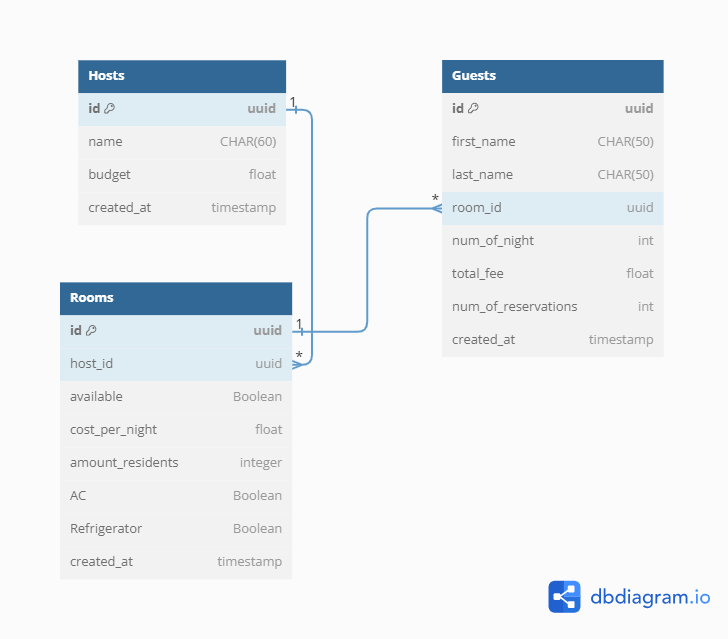 Hosts
id uuid
name CHAR(60)
budget float
created_at timestamp
1
Guests
id uuid
first_name CHAR(50)
last_name CHAR(50)
* room_id uuid
num_of_night int
total_fee float
num_of_reservations int
created_at timestamp
Rooms
id uuid 1
host_id uuid *
available Boolean
cost_per_night float
amount_residents integer
AC Boolean
Refrigerator Boolean
created_at timestamp
dbdiagram.io